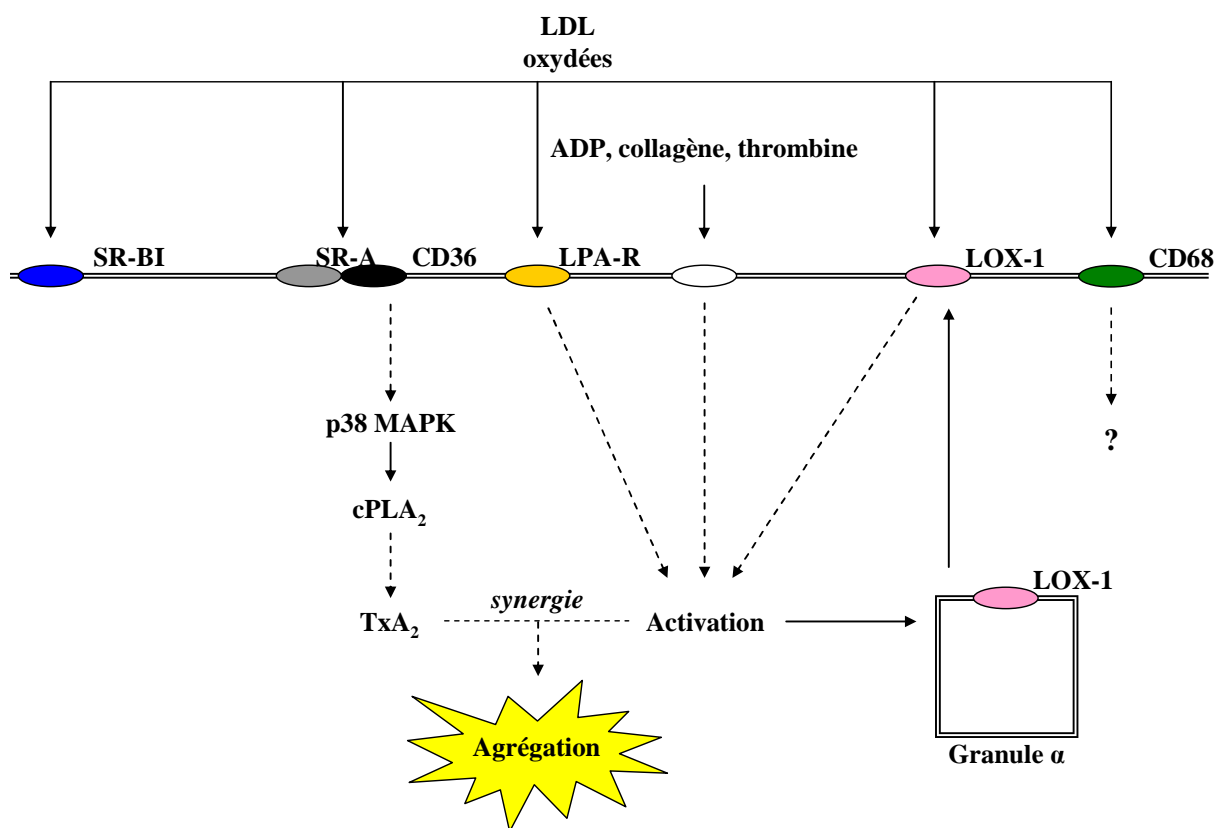 LDL
oxydées
ADP, collagène, thrombine
SR-BI
SR-A
CD36
LPA-R
LOX-1
CD68
p38 MAPK
?
cPLA₂
LOX-1
synergie
TxA₂
Activation
Agrégation
Granule α